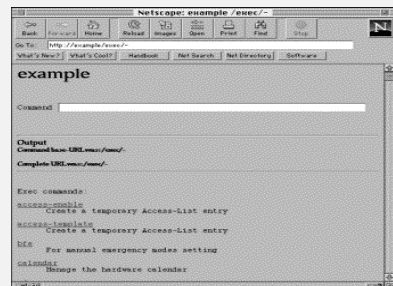 Netscape: example /exec/-
Back Forward Home Reload Images Open Print Find Stop
N
Go To: http://example/exec/-
What's New? What's Cool? Handbook Net Search Net Directory Software
example
Command
Output
Command base-URL was: /exec/-
Complete URL was: /exec/-
Exec commands:
access-enable
Create a temporary Access-List entry
access-template
Create a temporary Access-List entry
bfe
For manual emergency modes setting
calendar
Manage the hardware calendar